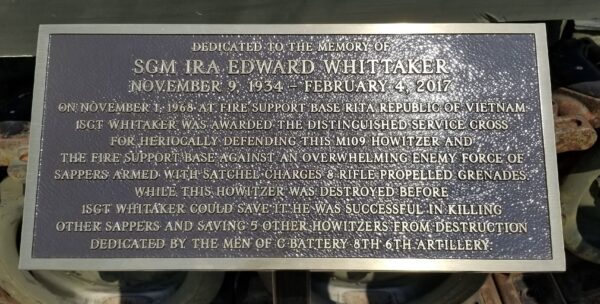 DEDICATED TO THE MEMORY OF
SGM IRA EDWARD WHITTAKER
NOVEMBER 9, 1934 - FEBRUARY 4, 2017
ON NOVEMBER 1, 1968 AT FIRE SUPPORT BASE RITA REPUBLIC OF VIETNAM
1SGT WHITAKER WAS AWARDED THE DISTINGUISHED SERVICE CROSS
FOR HERIOCALLY DEFENDING THIS M109 HOWITZER AND
THE FIRE SUPPORT BASE AGAINST AN OVERWHELMING ENEMY FORCE OF
SAPPERS ARMED WITH SATCHEL CHARGES & RIFLE PROPELLED GRENADES.
WHILE THIS HOWITZER WAS DESTROYED BEFORE
1SGT WHITAKER COULD SAVE IT HE WAS SUCCESSFUL IN KILLING
OTHER SAPPERS AND SAVING 5 OTHER HOWITZERS FROM DESTRUCTION
DEDICATED BY THE MEN OF C BATTERY 8TH 6TH ARTILLERY.